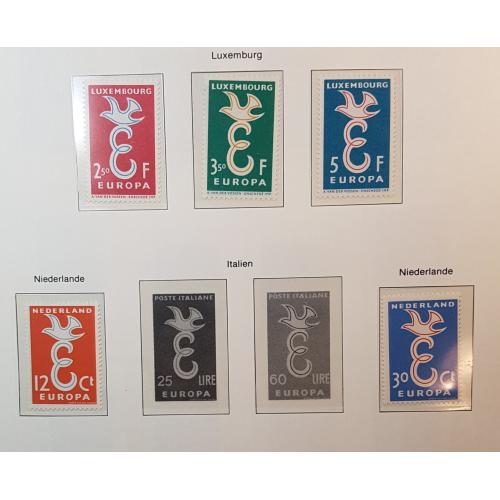 Luxemburg
LUXEMBOURG
2.50 F
EUROPA
LUXEMBOURG
3.50 F
EUROPA
LUXEMBOURG
5 F
EUROPA
Italien
Niederlande
Niederlande
NEDERLAND
12 Ct
EUROPA
POSTE ITALIANE
25 LIRE
EUROPA
POSTE ITALIANE
60 LIRE
EUROPA
NEDERLAND
30 Ct
EUROPA